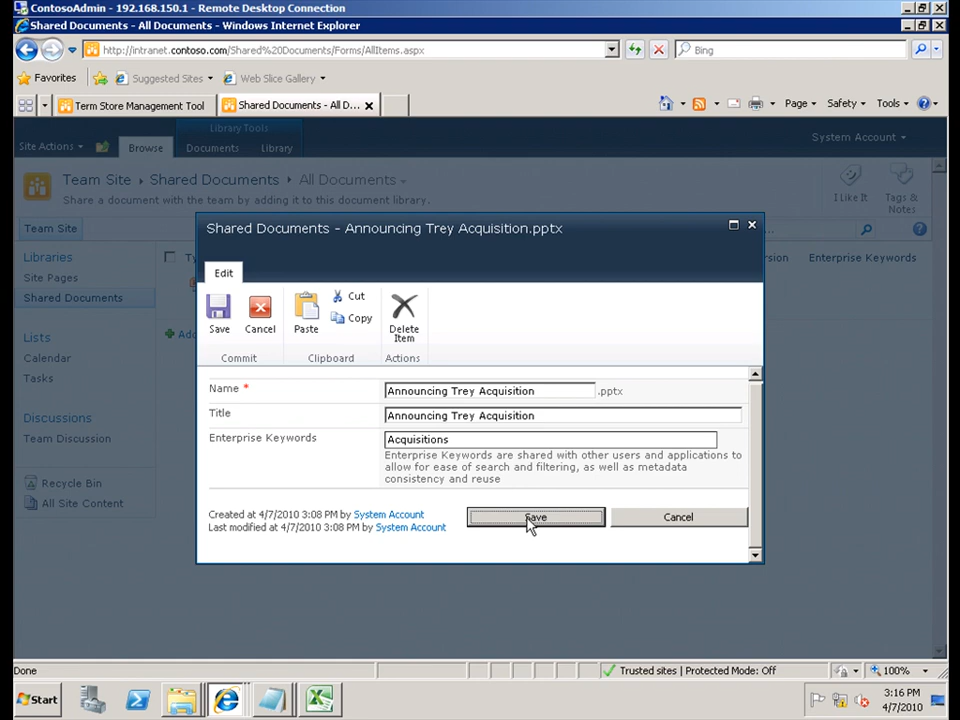 ContosoAdmin - 192.168.150.1 - Remote Desktop Connection
Shared Documents - All Documents - Windows Internet Explorer
http://intranet.contoso.com/Shared%20Documents/Forms/AllItems.aspx
Bing
Favorites
Suggested Sites
Web Slice Gallery
Term Store Management Tool
Shared Documents - All D...
Page
Safety
Tools
Library Tools
System Account
Site Actions
Browse
Documents
Library
Team Site
Shared Documents
All Documents
Share a document with the team by adding it to this document library.
I Like It
Tags &
Notes
Team Site
Shared Documents - Announcing Trey Acquisition.pptx
Libraries
Enterprise Keywords
Site Pages
Edit
Shared Documents
Save
Cancel
Paste
Cut
Copy
Delete
Item
Commit
Clipboard
Actions
Lists
Calendar
Tasks
Name *
Announcing Trey Acquisition
.pptx
Title
Announcing Trey Acquisition
Enterprise Keywords
Acquisitions
Enterprise Keywords are shared with other users and applications to
allow for ease of search and filtering, as well as metadata
consistency and reuse
Discussions
Team Discussion
Recycle Bin
All Site Content
Created at 4/7/2010 3:08 PM by System Account
Last modified at 4/7/2010 3:08 PM by System Account
Save
Cancel
Done
Trusted sites | Protected Mode: Off
100%
Start
3:16 PM
4/7/2010